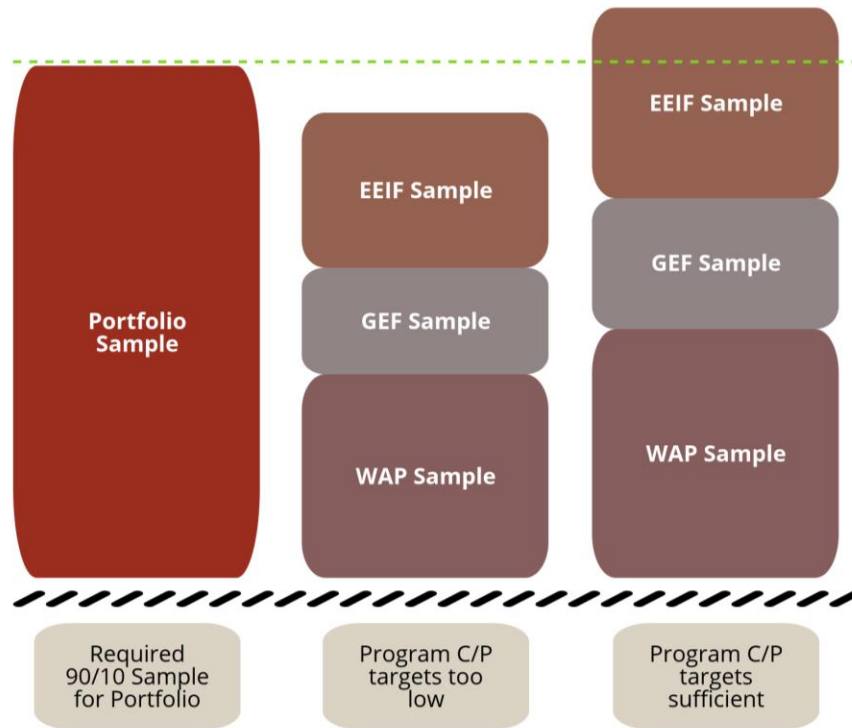 EEIF Sample
EEIF Sample
GEF Sample
Portfolio
Sample
GEF Sample
WAP Sample
WAP Sample
Required
90/10 Sample
for Portfolio
Program C/P
targets too
low
Program C/P
targets
sufficient